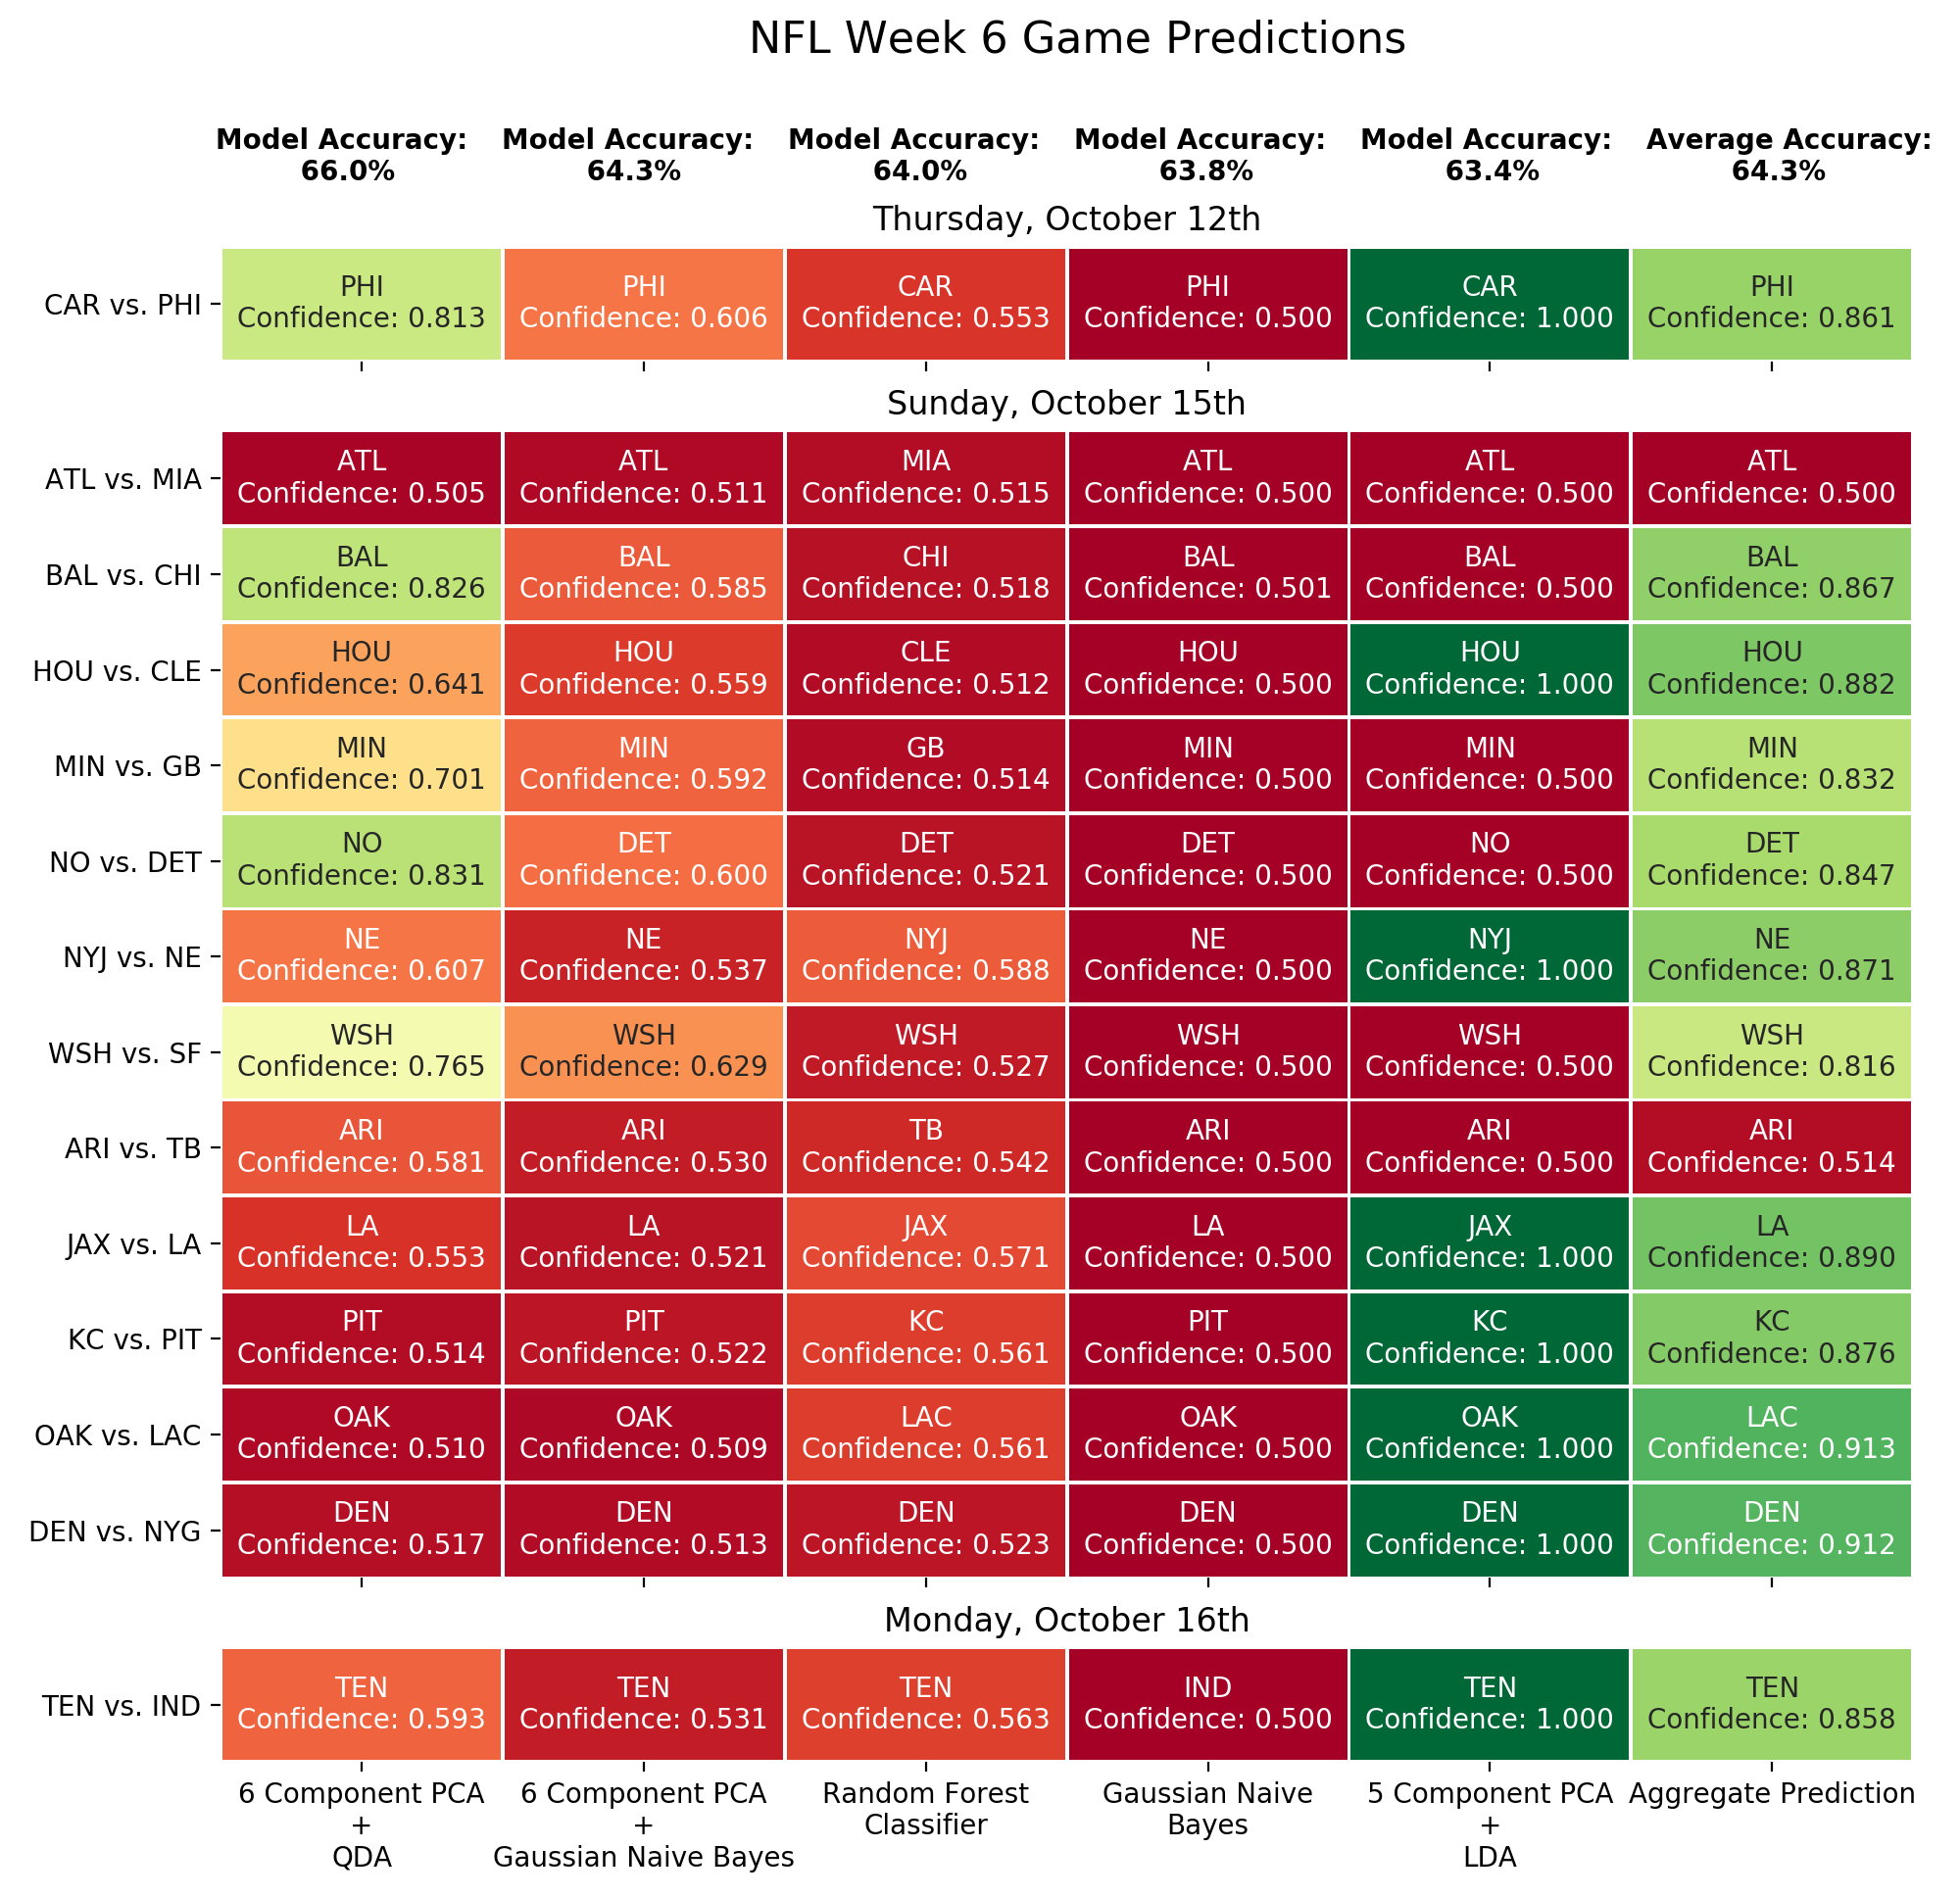 NFL Week 6 Game Predictions
Model Accuracy: Model Accuracy: Model Accuracy: Model Accuracy: Model Accuracy: Average Accuracy:
66.0% 64.3% 64.0% 63.8% 63.4% 64.3%
Thursday, October 12th
PHI PHI CAR PHI CAR PHI
CAR vs. PHI
Confidence: 0.813 Confidence: 0.606 Confidence: 0.553 Confidence: 0.500 Confidence: 1.000 Confidence: 0.861
Sunday, October 15th
ATL ATL MIA ATL ATL ATL
ATL vs. MIA
Confidence: 0.505 Confidence: 0.511 Confidence: 0.515 Confidence: 0.500 Confidence: 0.500 Confidence: 0.500
BAL BAL CHI BAL BAL BAL
BAL vs. CHI
Confidence: 0.826 Confidence: 0.585 Confidence: 0.518 Confidence: 0.501 Confidence: 0.500 Confidence: 0.867
HOU HOU CLE HOU HOU HOU
HOU vs. CLE
Confidence: 0.641 Confidence: 0.559 Confidence: 0.512 Confidence: 0.500 Confidence: 1.000 Confidence: 0.882
MIN MIN GB MIN MIN MIN
MIN vs. GB
Confidence: 0.701 Confidence: 0.592 Confidence: 0.514 Confidence: 0.500 Confidence: 0.500 Confidence: 0.832
NO DET DET DET NO DET
NO vs. DET
Confidence: 0.831 Confidence: 0.600 Confidence: 0.521 Confidence: 0.500 Confidence: 0.500 Confidence: 0.847
NE NE NYJ NE NYJ NE
NYJ vs. NE
Confidence: 0.607 Confidence: 0.537 Confidence: 0.588 Confidence: 0.500 Confidence: 1.000 Confidence: 0.871
WSH WSH WSH WSH WSH WSH
WSH vs. SF
Confidence: 0.765 Confidence: 0.629 Confidence: 0.527 Confidence: 0.500 Confidence: 0.500 Confidence: 0.816
ARI ARI TB ARI ARI ARI
ARI vs. TB
Confidence: 0.581 Confidence: 0.530 Confidence: 0.542 Confidence: 0.500 Confidence: 0.500 Confidence: 0.514
LA LA JAX LA JAX LA
JAX vs. LA
Confidence: 0.553 Confidence: 0.521 Confidence: 0.571 Confidence: 0.500 Confidence: 1.000 Confidence: 0.890
PIT PIT KC PIT KC KC
KC vs. PIT
Confidence: 0.514 Confidence: 0.522 Confidence: 0.561 Confidence: 0.500 Confidence: 1.000 Confidence: 0.876
OAK OAK LAC OAK OAK LAC
OAK vs. LAC
Confidence: 0.510 Confidence: 0.509 Confidence: 0.561 Confidence: 0.500 Confidence: 1.000 Confidence: 0.913
DEN DEN DEN DEN DEN DEN
DEN vs. NYG
Confidence: 0.517 Confidence: 0.513 Confidence: 0.523 Confidence: 0.500 Confidence: 1.000 Confidence: 0.912
Monday, October 16th
TEN TEN TEN IND TEN TEN
TEN vs. IND
Confidence: 0.593 Confidence: 0.531 Confidence: 0.563 Confidence: 0.500 Confidence: 1.000 Confidence: 0.858
6 Component PCA 6 Component PCA Random Forest Gaussian Naive 5 Component PCA Aggregate Prediction
+ + Classifier Bayes +
QDA Gaussian Naive Bayes LDA